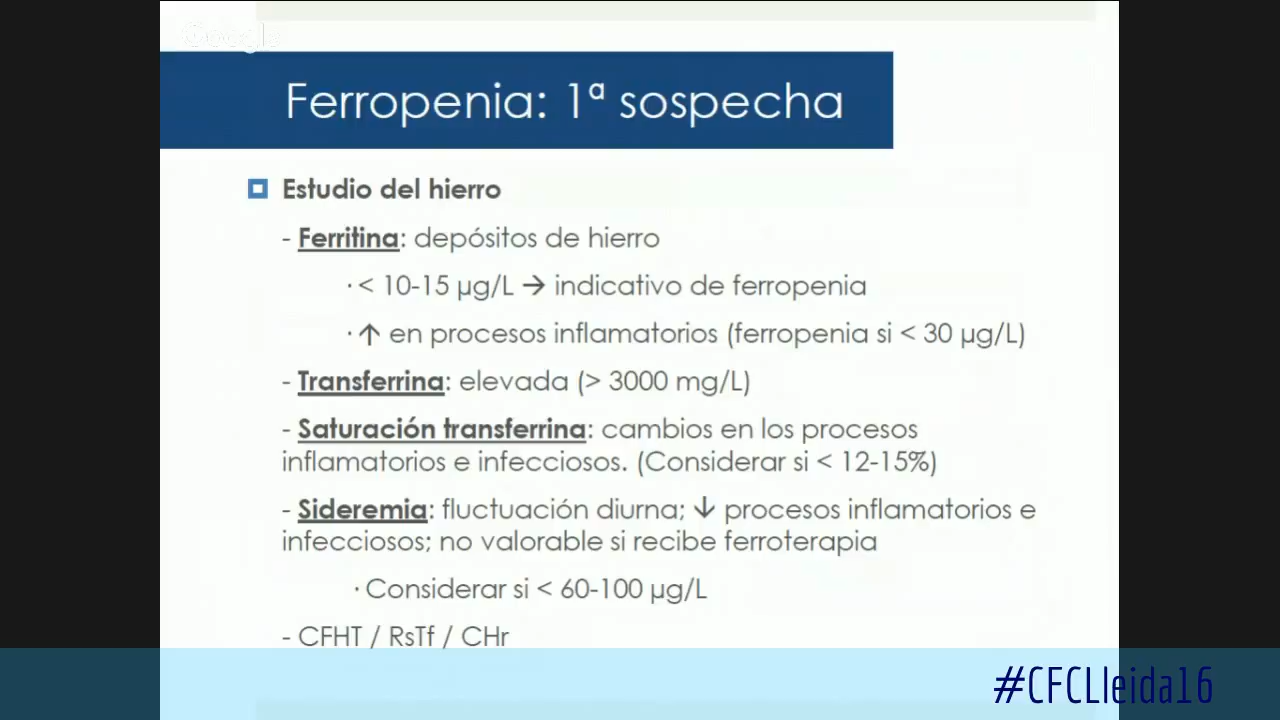 Google
Ferropenia: 1ª sospecha
Estudio del hierro
- Ferritina: depósitos de hierro
· < 10-15 µg/L → indicativo de ferropenia
· ↑ en procesos inflamatorios (ferropenia si < 30 µg/L)
- Transferrina: elevada (> 3000 mg/L)
- Saturación transferrina: cambios en los procesos
inflamatorios e infecciosos. (Considerar si < 12-15%)
- Sideremia: fluctuación diurna; ↓ procesos inflamatorios e
infecciosos; no valorable si recibe ferroterapia
· Considerar si < 60-100 µg/L
- CFHT / RsTf / CHr
#CFCLleida16